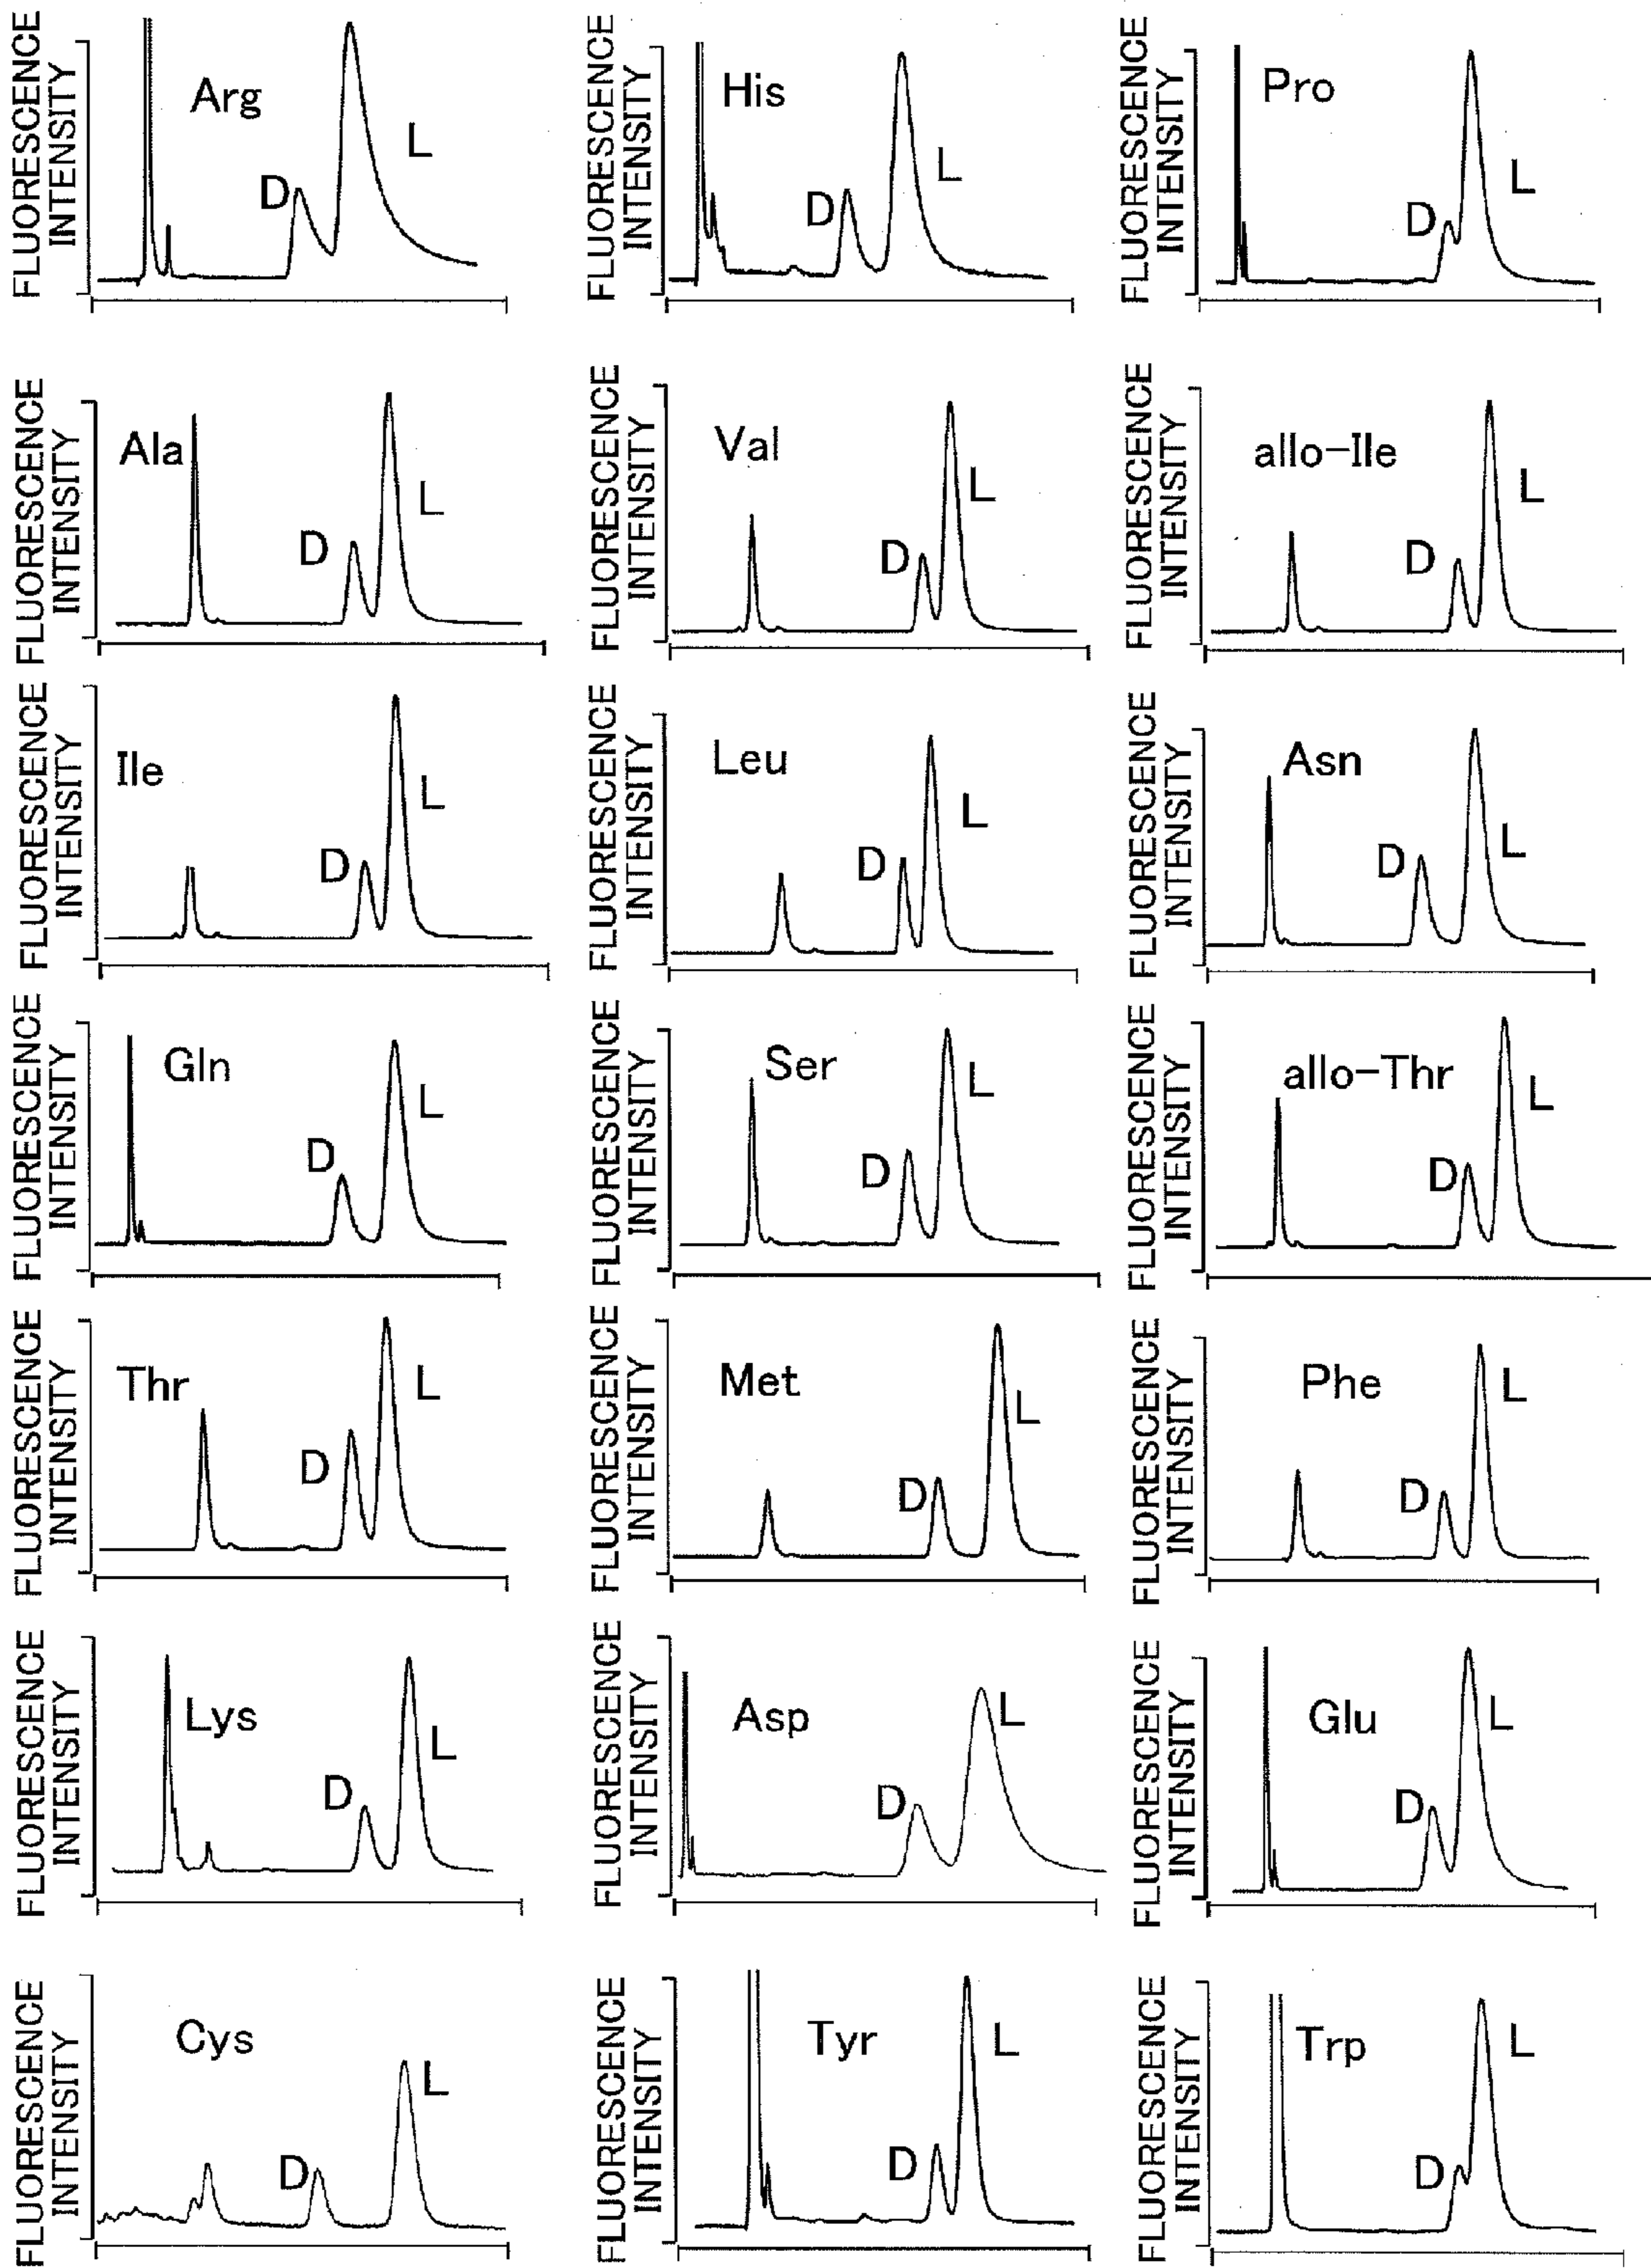 FLUORESCENCE
INTENSITY
Arg
D
L
FLUORESCENCE
INTENSITY
His
D
L
FLUORESCENCE
INTENSITY
Pro
D
L
FLUORESCENCE
INTENSITY
Ala
D
L
FLUORESCENCE
INTENSITY
Val
D
L
FLUORESCENCE
INTENSITY
allo-Ile
D
L
FLUORESCENCE
INTENSITY
Ile
D
L
FLUORESCENCE
INTENSITY
Leu
D
L
FLUORESCENCE
INTENSITY
Asn
D
L
FLUORESCENCE
INTENSITY
Gln
D
L
FLUORESCENCE
INTENSITY
Ser
D
L
FLUORESCENCE
INTENSITY
allo-Thr
D
L
FLUORESCENCE
INTENSITY
Thr
D
L
FLUORESCENCE
INTENSITY
Met
D
L
FLUORESCENCE
INTENSITY
Phe
D
L
FLUORESCENCE
INTENSITY
Lys
D
L
FLUORESCENCE
INTENSITY
Asp
D
L
FLUORESCENCE
INTENSITY
Glu
D
L
FLUORESCENCE
INTENSITY
Cys
D
L
FLUORESCENCE
INTENSITY
Tyr
D
L
FLUORESCENCE
INTENSITY
Trp
D
L